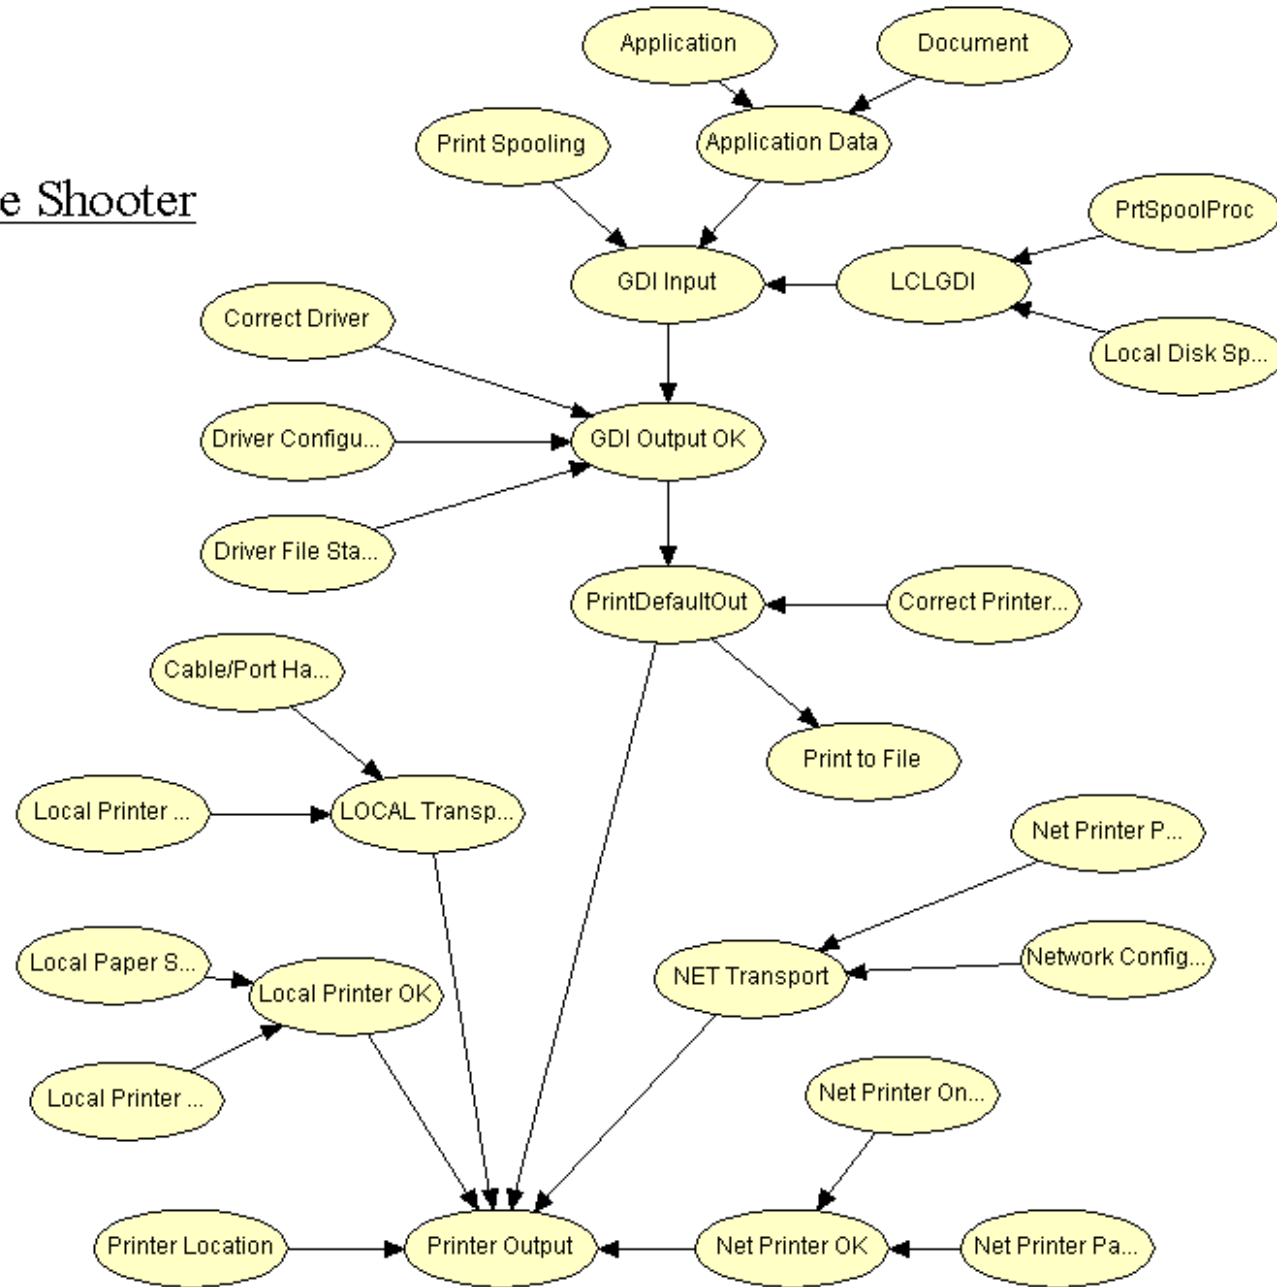 Application
Document
Print Spooling
Application Data
e Shooter
PrtSpoolProc
GDI Input
LCLGDI
Correct Driver
Local Disk Sp...
Driver Configu...
GDI Output OK
Driver File Sta...
PrintDefaultOut
Correct Printer...
Cable/Port Ha...
Print to File
Local Printer ...
LOCAL Transp...
Net Printer P...
Local Paper S...
Network Config...
NET Transport
Local Printer OK
Local Printer ...
Net Printer On...
Printer Location
Printer Output
Net Printer OK
Net Printer Pa...